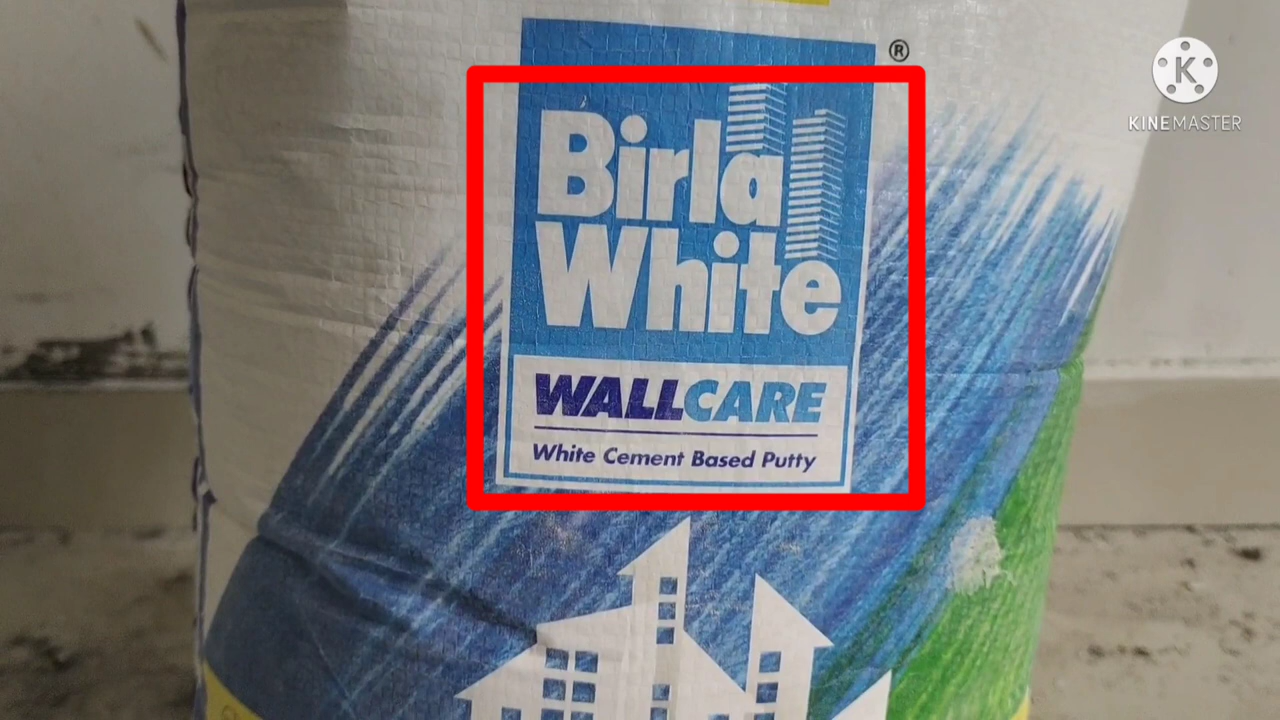 ®
Birla
White
WALLCARE
White Cement Based Putty
K
KINEMASTER